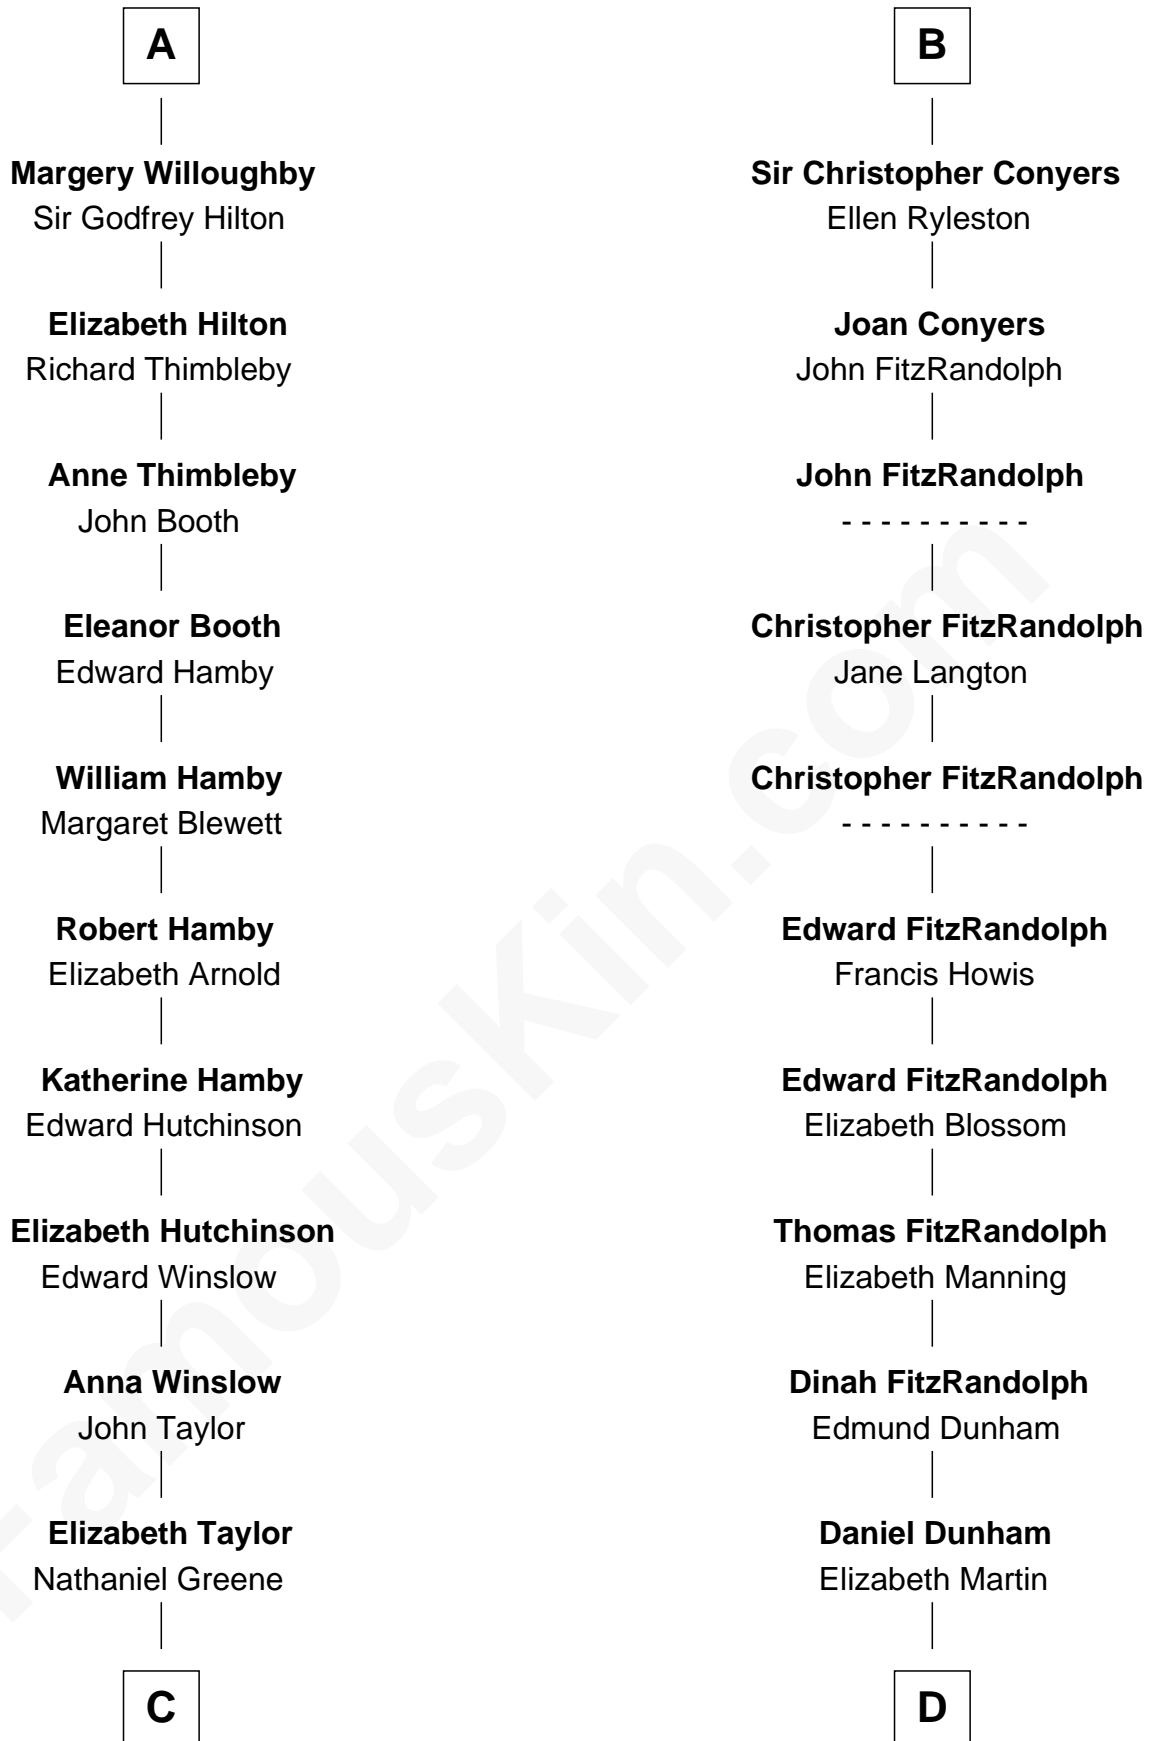 A
Margery Willoughby
Sir Godfrey Hilton
Elizabeth Hilton
Richard Thimbleby
Anne Thimbleby
John Booth
Eleanor Booth
Edward Hamby
William Hamby
Margaret Blewett
Robert Hamby
Elizabeth Arnold
Katherine Hamby
Edward Hutchinson
Elizabeth Hutchinson
Edward Winslow
Anna Winslow
John Taylor
Elizabeth Taylor
Nathaniel Greene
C
B
Sir Christopher Conyers
Ellen Ryleston
Joan Conyers
John FitzRandolph
John FitzRandolph
- - - - - - - - - -
Christopher FitzRandolph
Jane Langton
Christopher FitzRandolph
- - - - - - - - - -
Edward FitzRandolph
Francis Howis
Edward FitzRandolph
Elizabeth Blossom
Thomas FitzRandolph
Elizabeth Manning
Dinah FitzRandolph
Edmund Dunham
Daniel Dunham
Elizabeth Martin
D
FamousKin.com